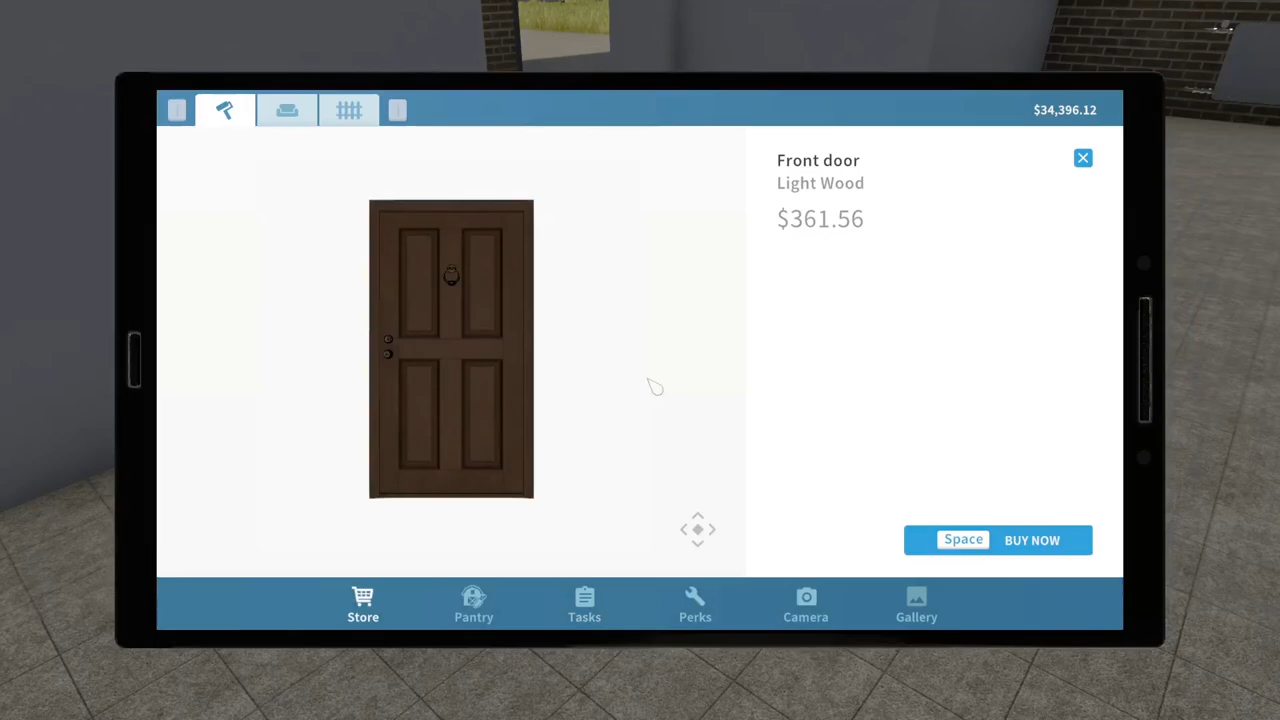 $34,396.12
Front door
Light Wood
$361.56
Space BUY NOW
Store Pantry Tasks Perks Camera Gallery